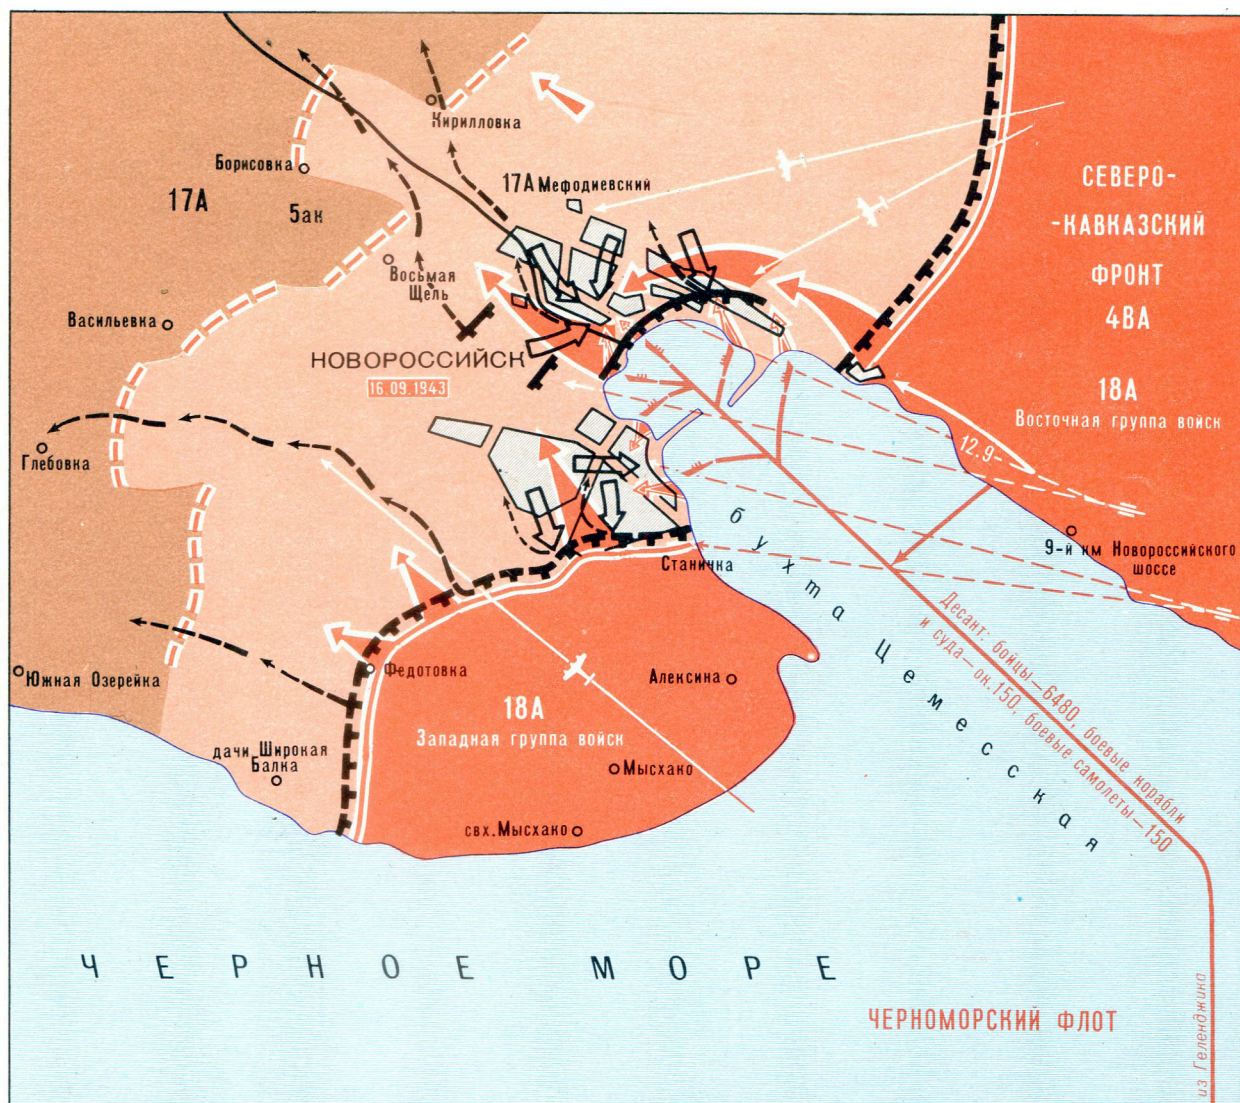 Кирилловка
Борисовка
17А
5ак
17А Мефодиевский
СЕВЕРО-
-КАВКАЗСКИЙ
ФРОНТ
4ВА
Восьмая
Щель
Васильевка
НОВОРОССИЙСК
16.09.1943
18А
Восточная группа войск
12.9-
Глебовка
9-й км Новороссийского
шоссе
Станичка
бухта Цемесская
Десант: бойцы—6480, боевые корабли
и суда—ок.150, боевые самолеты—150
Федотовка
Южная Озерейка
Алексина
18А
Западная группа войск
дачи Широкая
Балка
Мысхако
свх.Мысхако
ЧЕРНОЕ МОРЕ
ЧЕРНОМОРСКИЙ ФЛОТ
из Геленджика